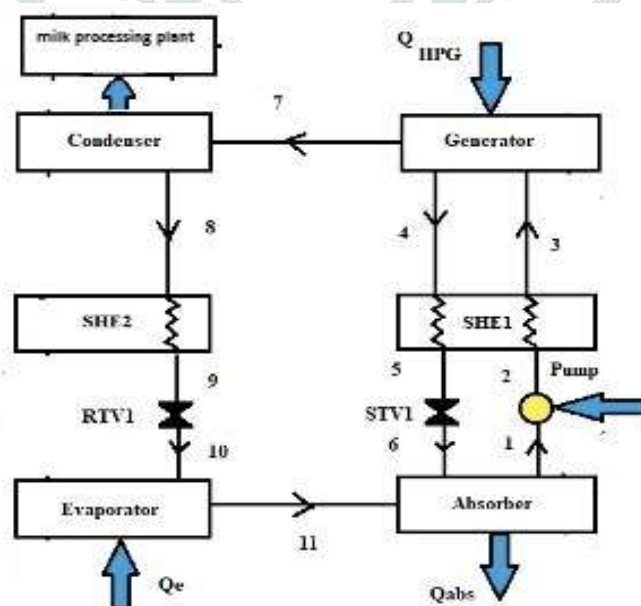 milk processing plant
Q
HPG
7
Condenser
Generator
8
4
3
SHE2
SHE1
9
5
2
Pump
RTV1
STV1
10
6
1
Evaporator
Absorber
11
Qe
Qabs